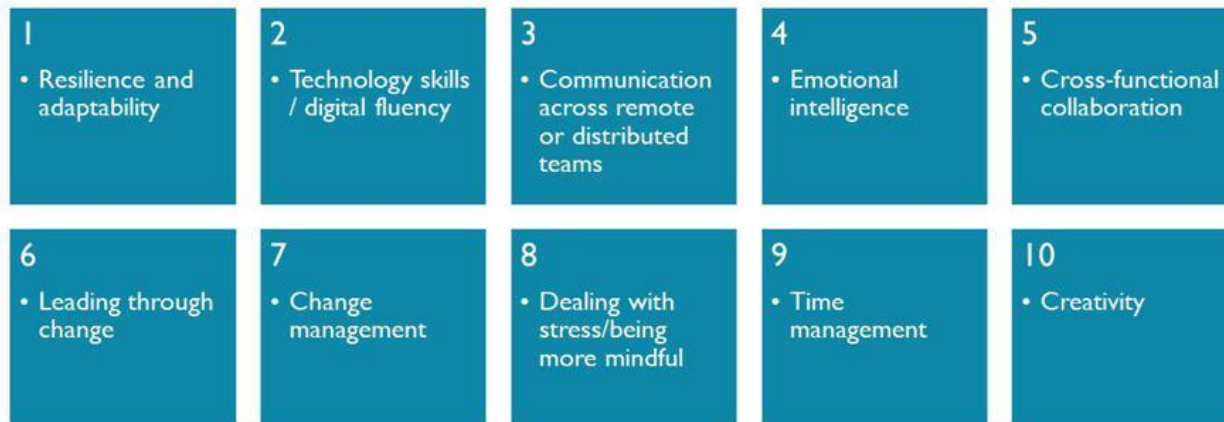 1
• Resilience and
adaptability
2
• Technology skills
/ digital fluency
3
• Communication
across remote
or distributed
teams
4
• Emotional
intelligence
5
• Cross-functional
collaboration
6
• Leading through
change
7
• Change
management
8
• Dealing with
stress/being
more mindful
9
• Time
management
10
• Creativity